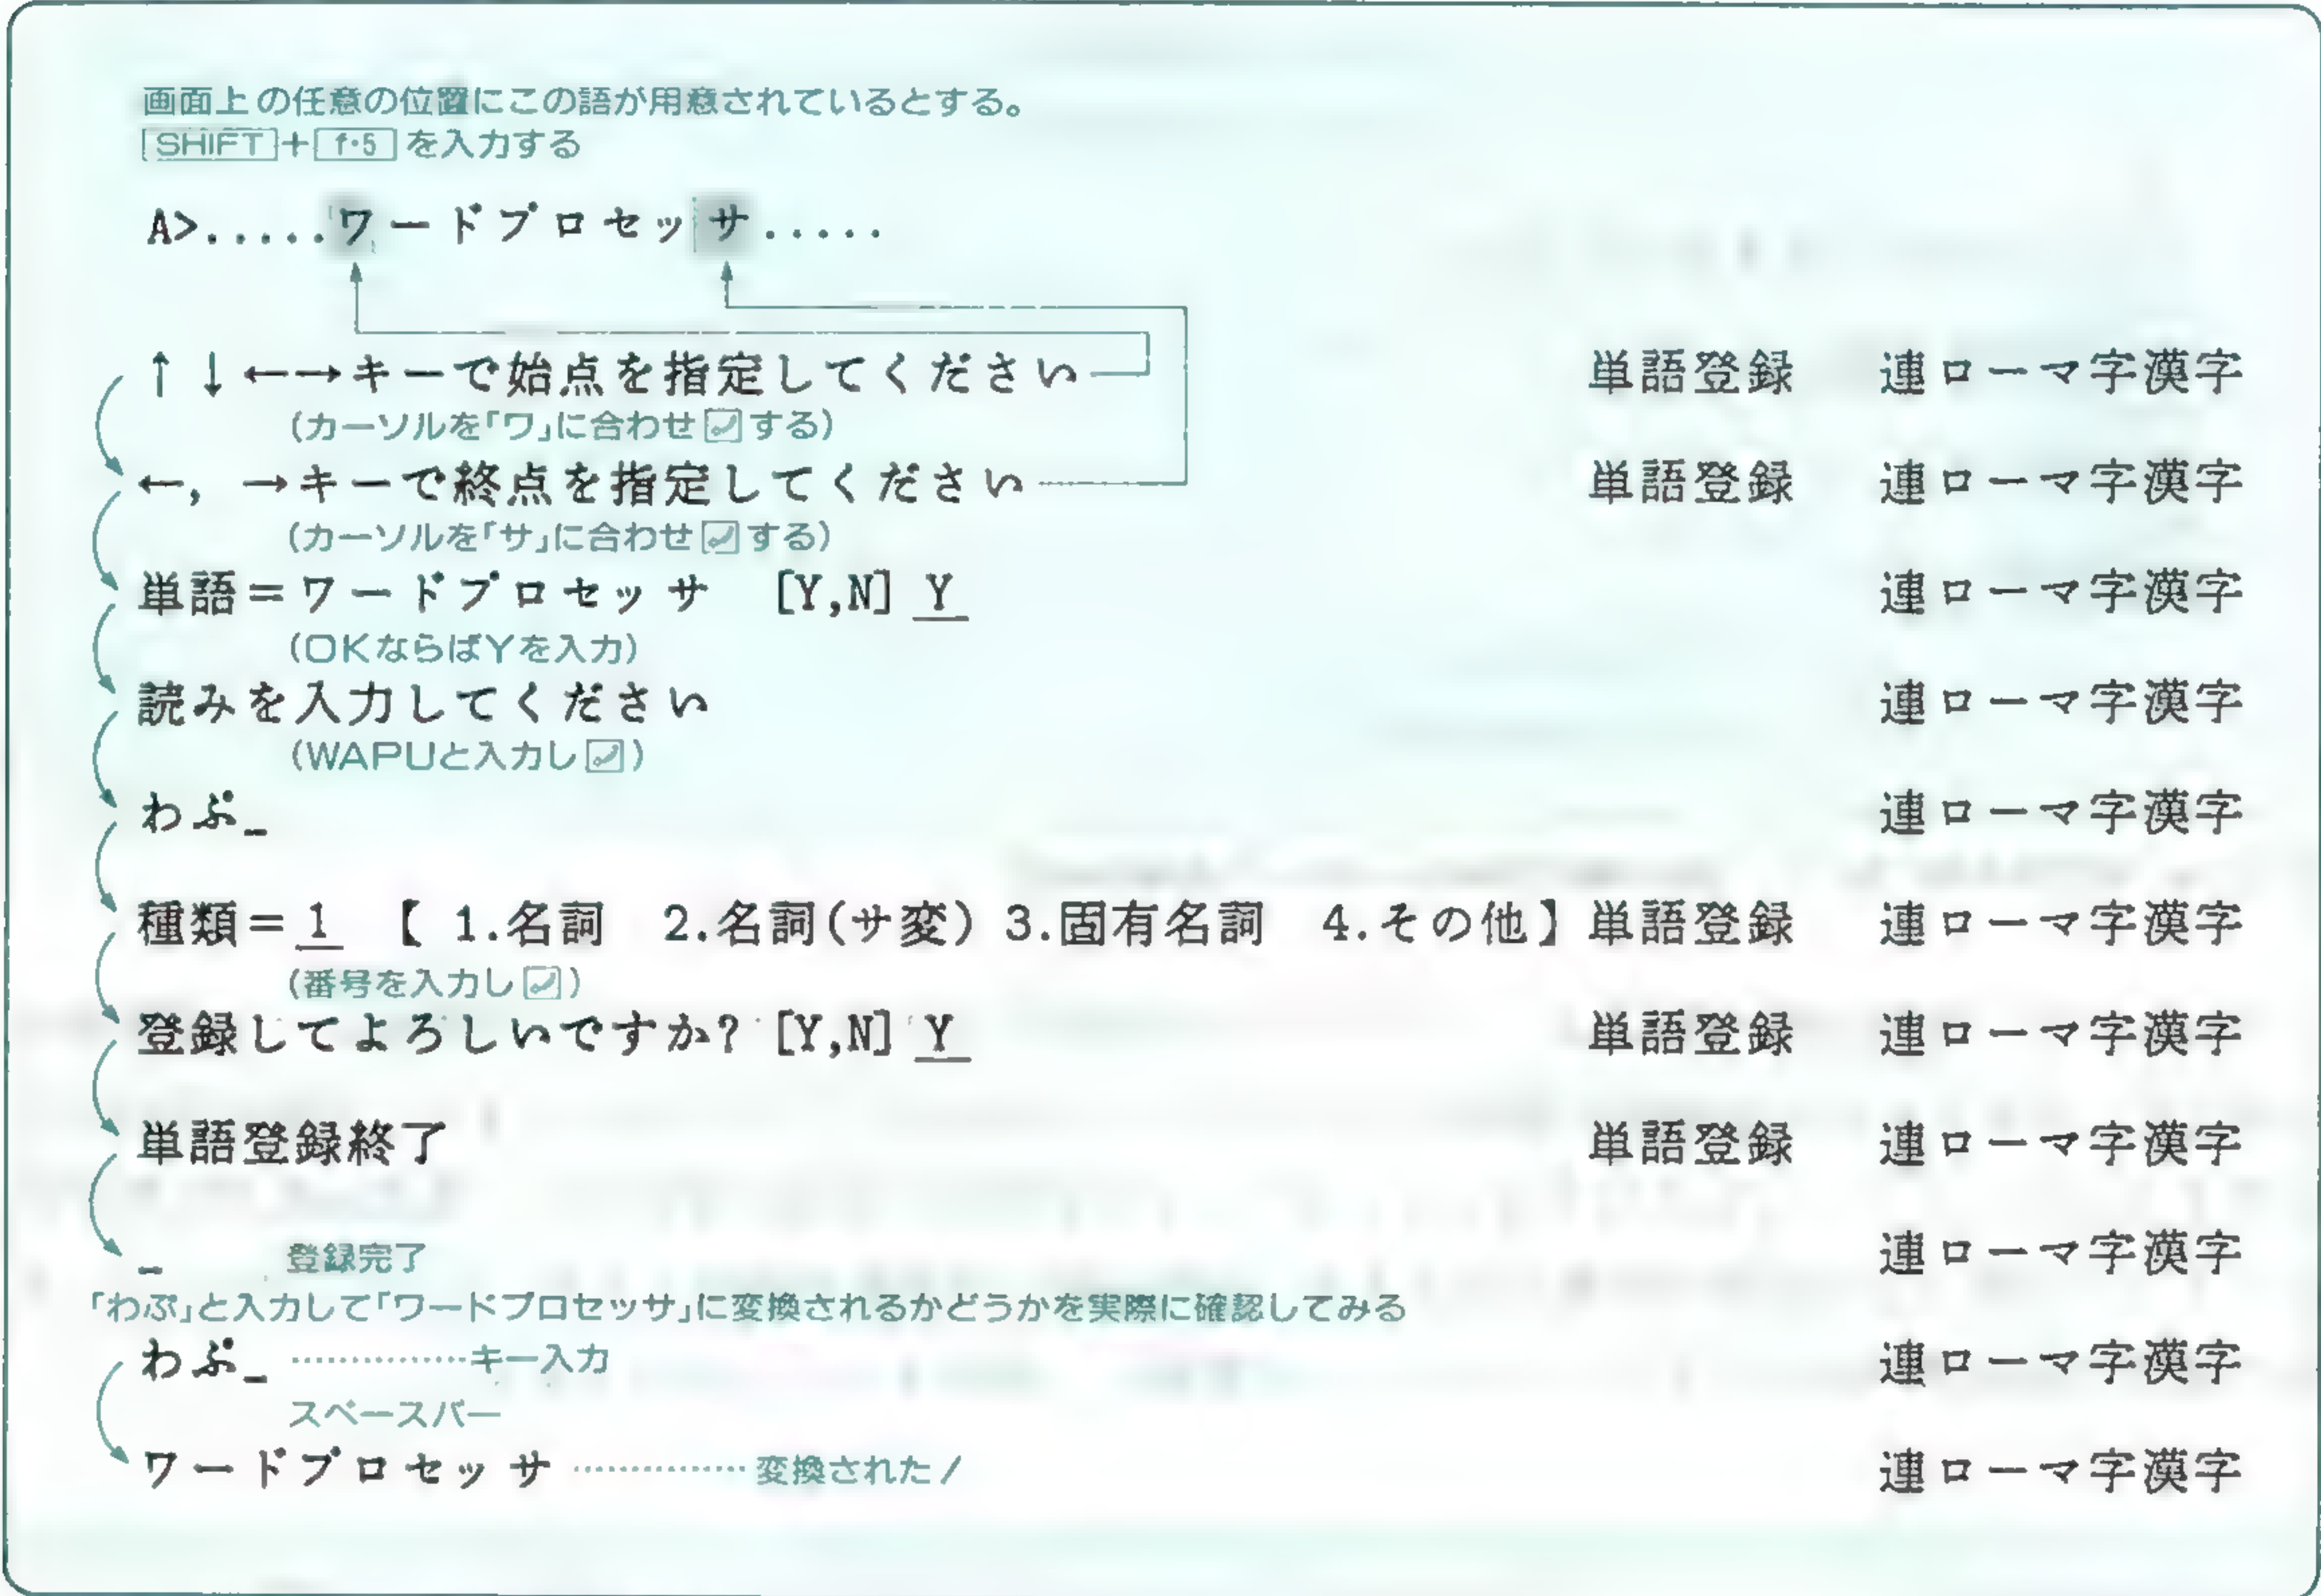 画面上の任意の位置にこの語が用意されているとする。
SHIFT+f・5を入力する
A>.....ワードプロセッサ.....
↑↓←→キーで始点を指定してください 単語登録 連ローマ字漢字
(カーソルを「ワ」に合わせ⏎する)
←, →キーで終点を指定してください 単語登録 連ローマ字漢字
(カーソルを「サ」に合わせ⏎する)
単語=ワードプロセッサ [Y,N] Y 連ローマ字漢字
(OKならばYを入力)
読みを入力してください 連ローマ字漢字
(WAPUと入力し⏎)
わぷ_ 連ローマ字漢字
種類=1 【 1.名詞 2.名詞(サ変) 3.固有名詞 4.その他】 単語登録 連ローマ字漢字
(番号を入力し⏎)
登録してよろしいですか? [Y,N] Y 単語登録 連ローマ字漢字
単語登録終了 単語登録 連ローマ字漢字
_ 登録完了 連ローマ字漢字
「わぷ」と入力して「ワードプロセッサ」に変換されるかどうかを実際に確認してみる
わぷ_ ……………キー入力 連ローマ字漢字
スペースバー
ワードプロセッサ ……………変換された! 連ローマ字漢字